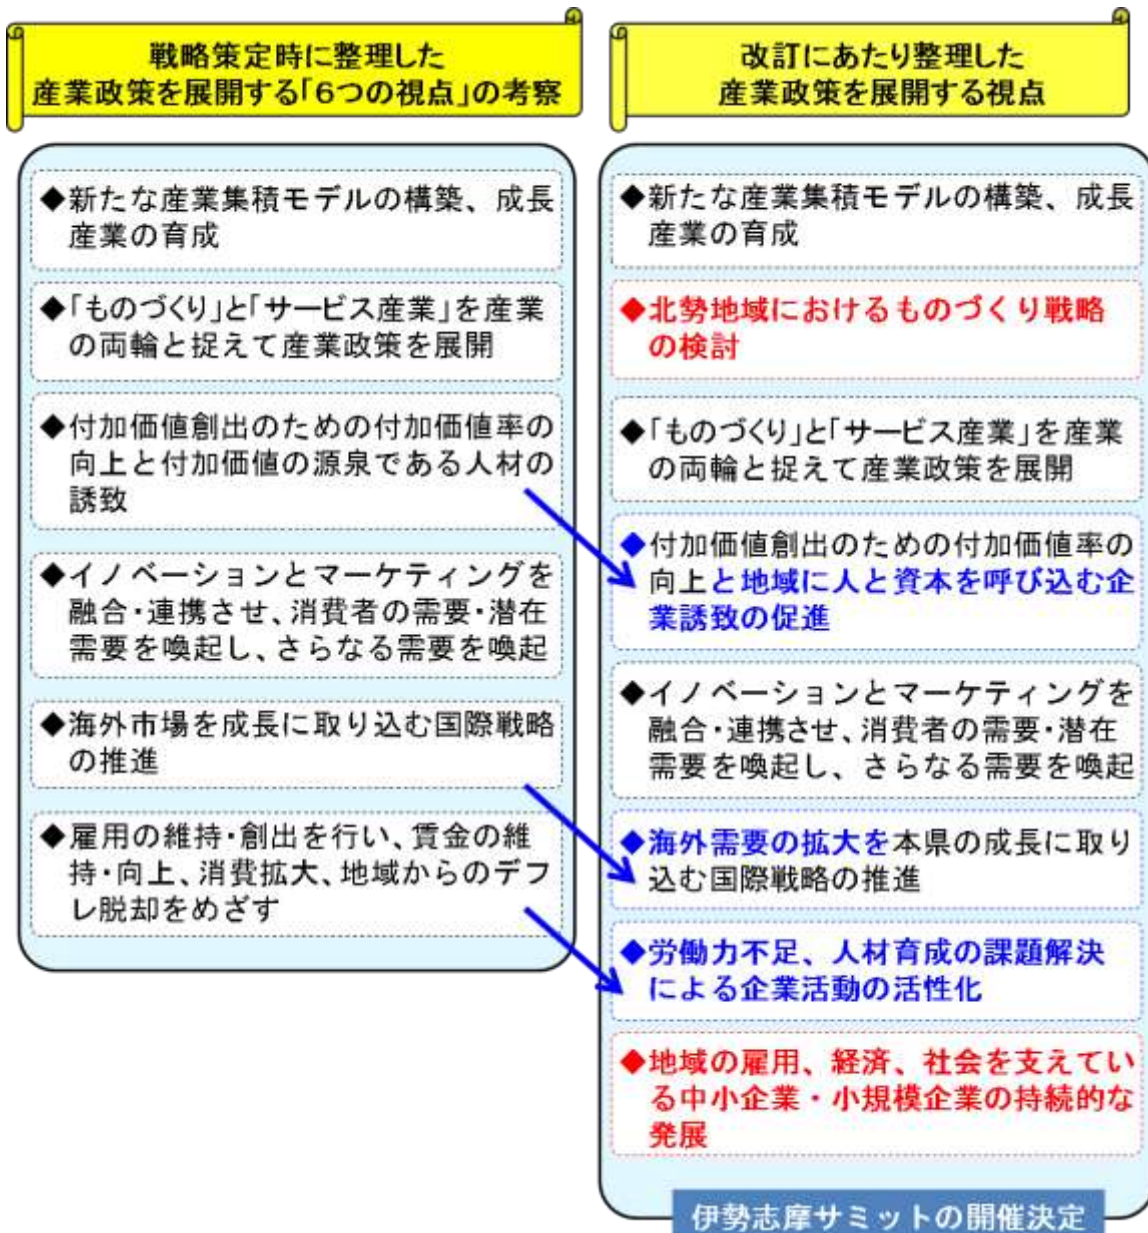 戦略策定時に整理した
産業政策を展開する「6つの視点」の考察
◆新たな産業集積モデルの構築、成長
産業の育成
◆「ものづくり」と「サービス産業」を産業
の両輪と捉えて産業政策を展開
◆付加価値創出のための付加価値率の
向上と付加価値の源泉である人材の
誘致
◆イノベーションとマーケティングを
融合・連携させ、消費者の需要・潜在
需要を喚起し、さらなる需要を喚起
◆海外市場を成長に取り込む国際戦略
の推進
◆雇用の維持・創出を行い、賃金の維
持・向上、消費拡大、地域からのデフ
レ脱却をめざす
改訂にあたり整理した
産業政策を展開する視点
◆新たな産業集積モデルの構築、成長
産業の育成
◆北勢地域におけるものづくり戦略
の検討
◆「ものづくり」と「サービス産業」を産業
の両輪と捉えて産業政策を展開
◆付加価値創出のための付加価値率の
向上と地域に人と資本を呼び込む企
業誘致の促進
◆イノベーションとマーケティングを
融合・連携させ、消費者の需要・潜在
需要を喚起し、さらなる需要を喚起
◆海外需要の拡大を本県の成長に取り
込む国際戦略の推進
◆労働力不足、人材育成の課題解決
による企業活動の活性化
◆地域の雇用、経済、社会を支えてい
る中小企業・小規模企業の持続的な
発展
伊勢志摩サミットの開催決定